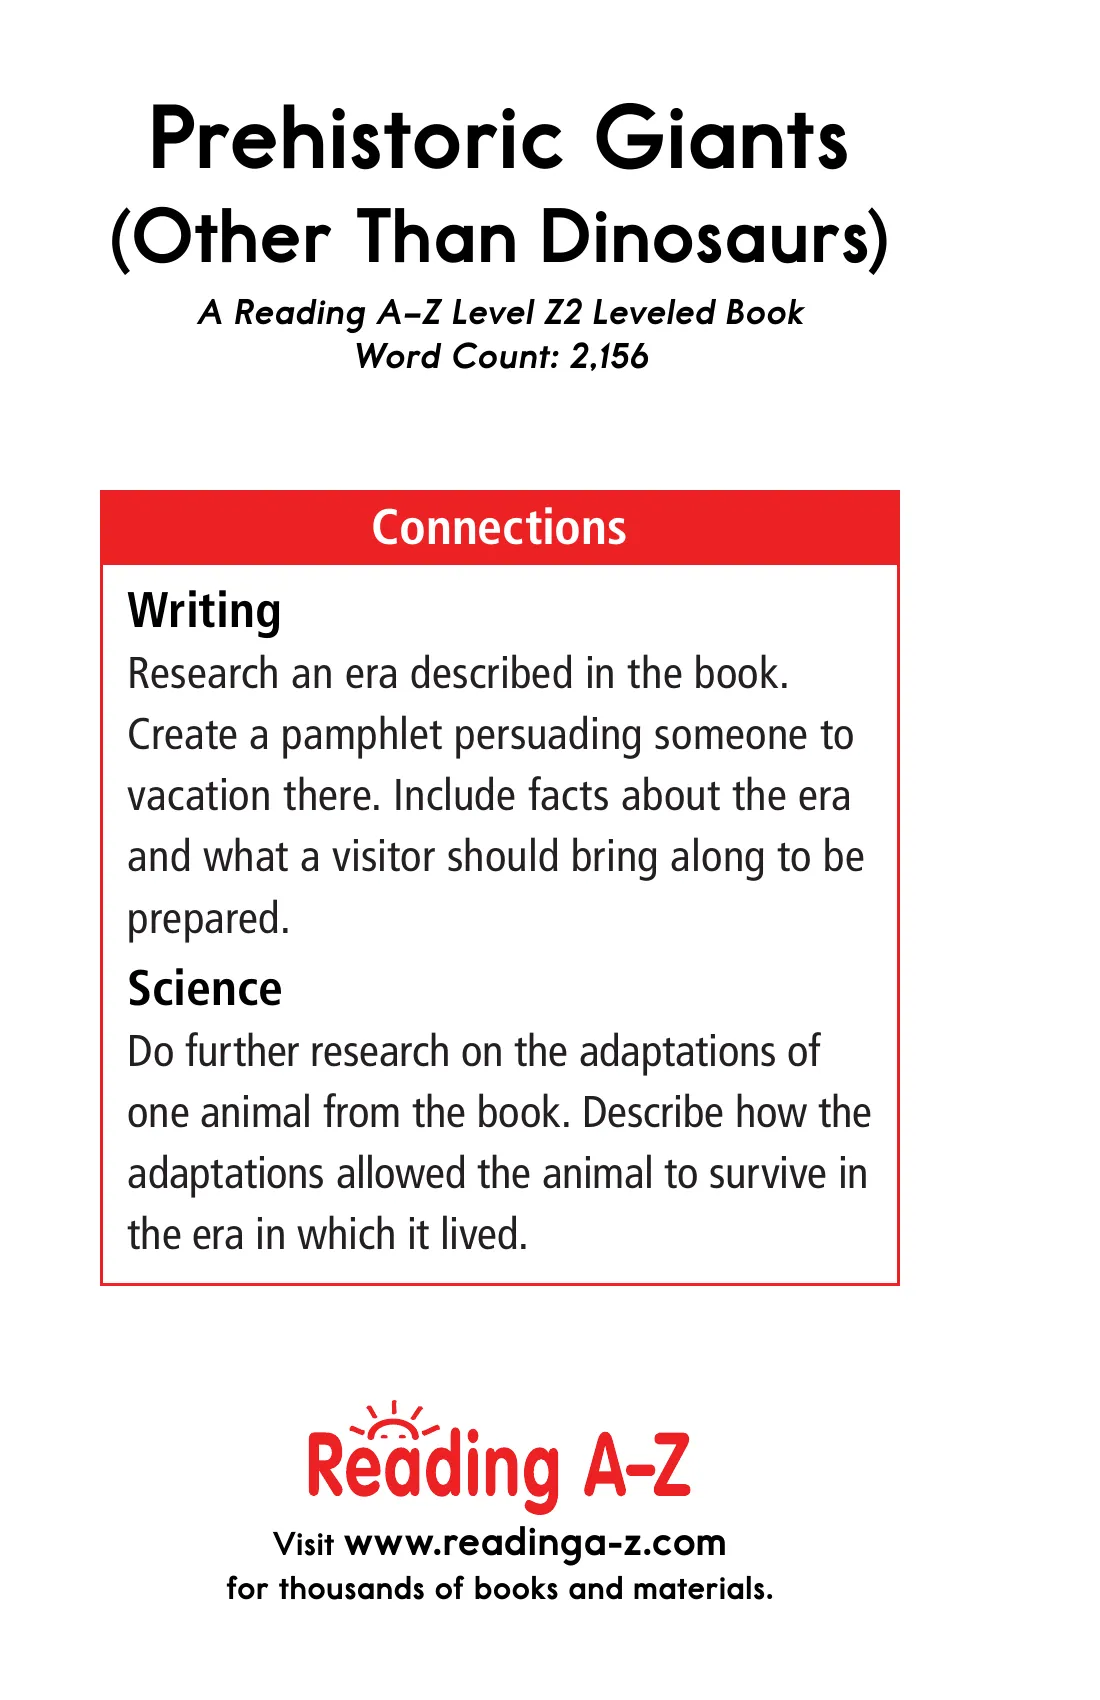 Prehistoric Giants
(Other Than Dinosaurs)
A Reading A–Z Level Z2 Leveled Book
Word Count: 2,156
Connections
Writing
Research an era described in the book.
Create a pamphlet persuading someone to
vacation there. Include facts about the era
and what a visitor should bring along to be
prepared.
Science
Do further research on the adaptations of
one animal from the book. Describe how the
adaptations allowed the animal to survive in
the era in which it lived.
Reading A–Z
Visit www.readinga-z.com
for thousands of books and materials.